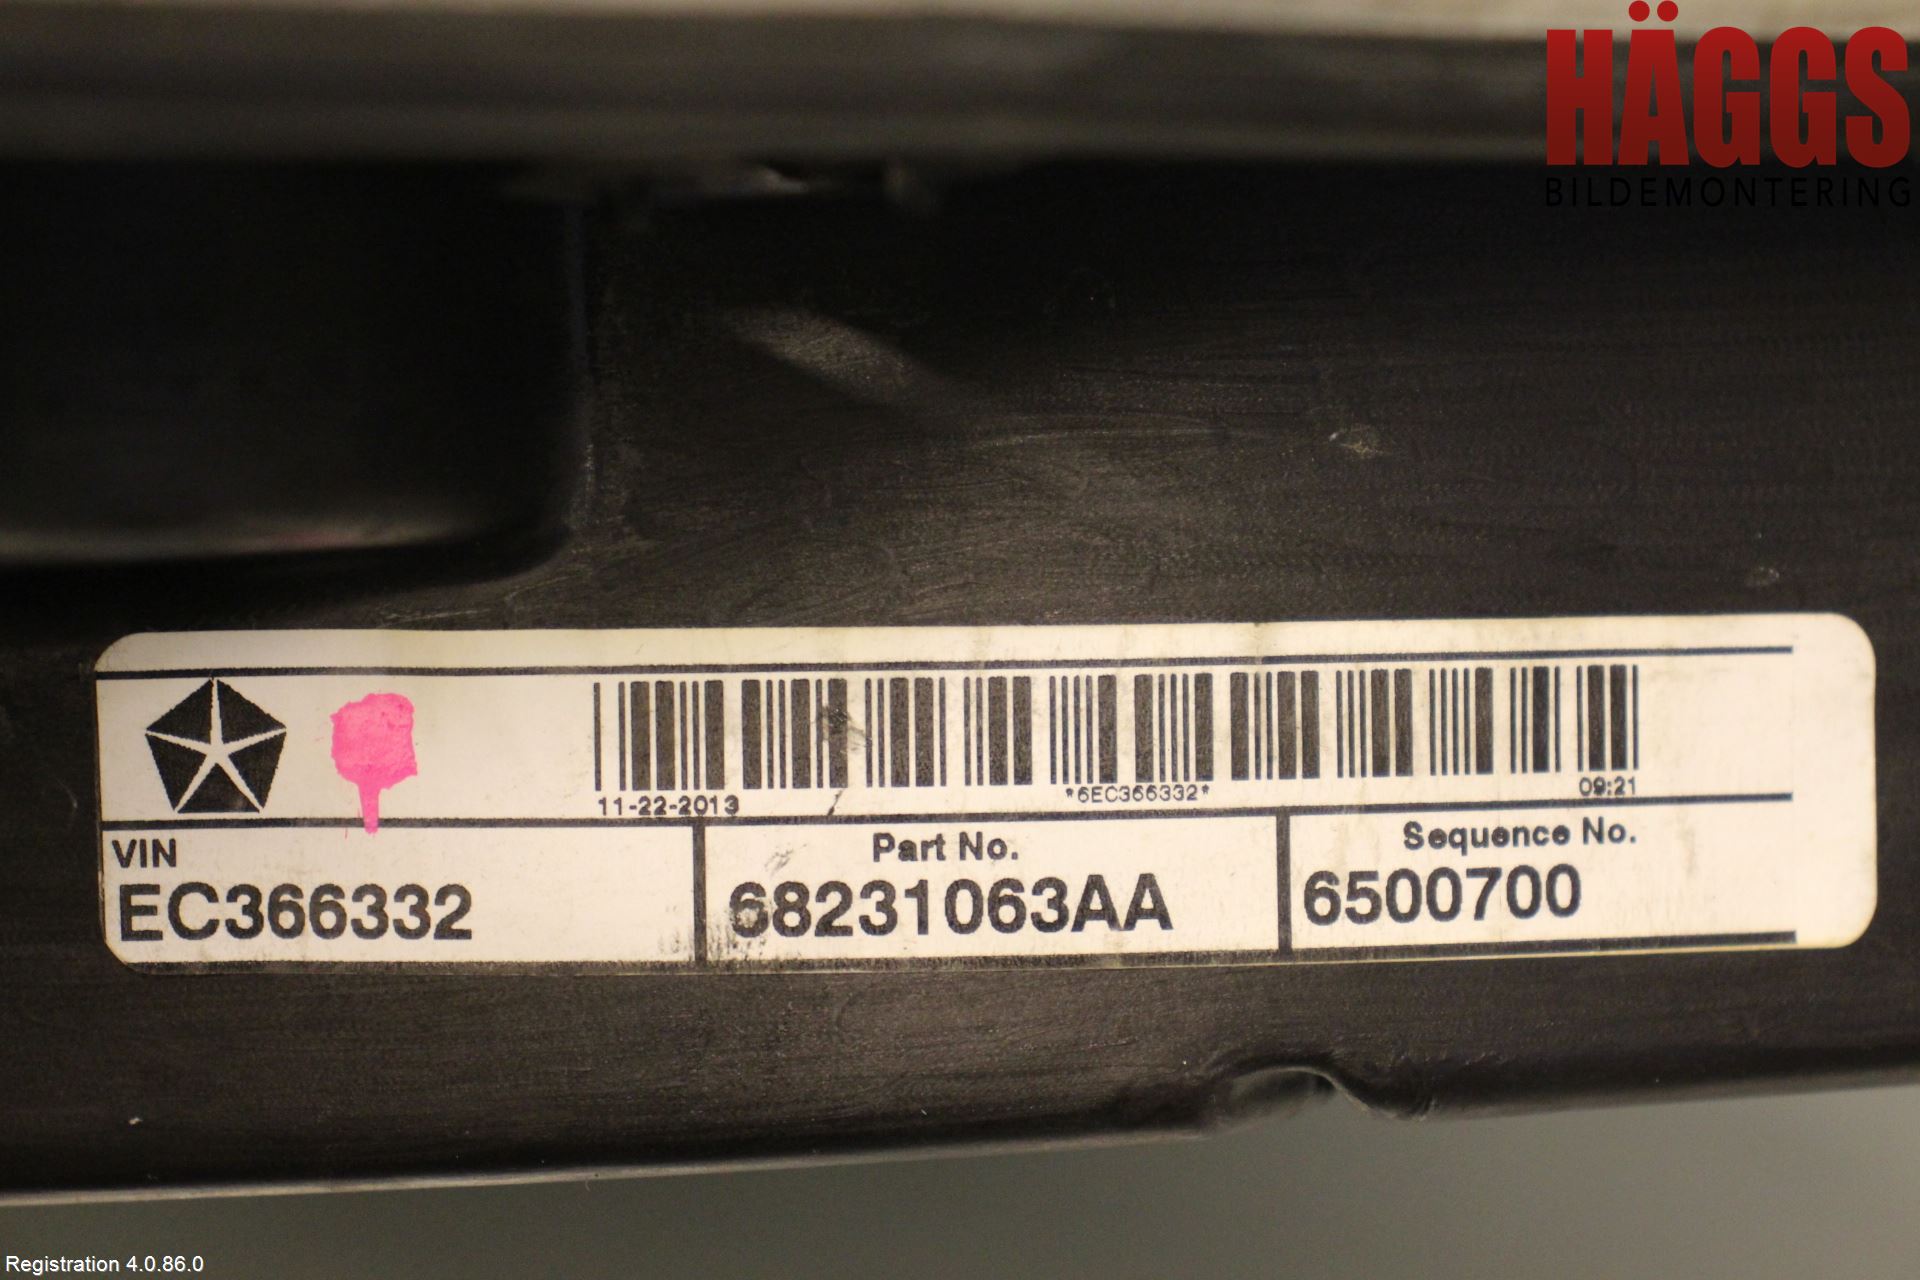 HÄGGS
BILDEMONTERING
11-22-2013
*6EC366332*
09:21
VIN
EC366332
Part No.
68231063AA
Sequence No.
6500700
Registration 4.0.86.0